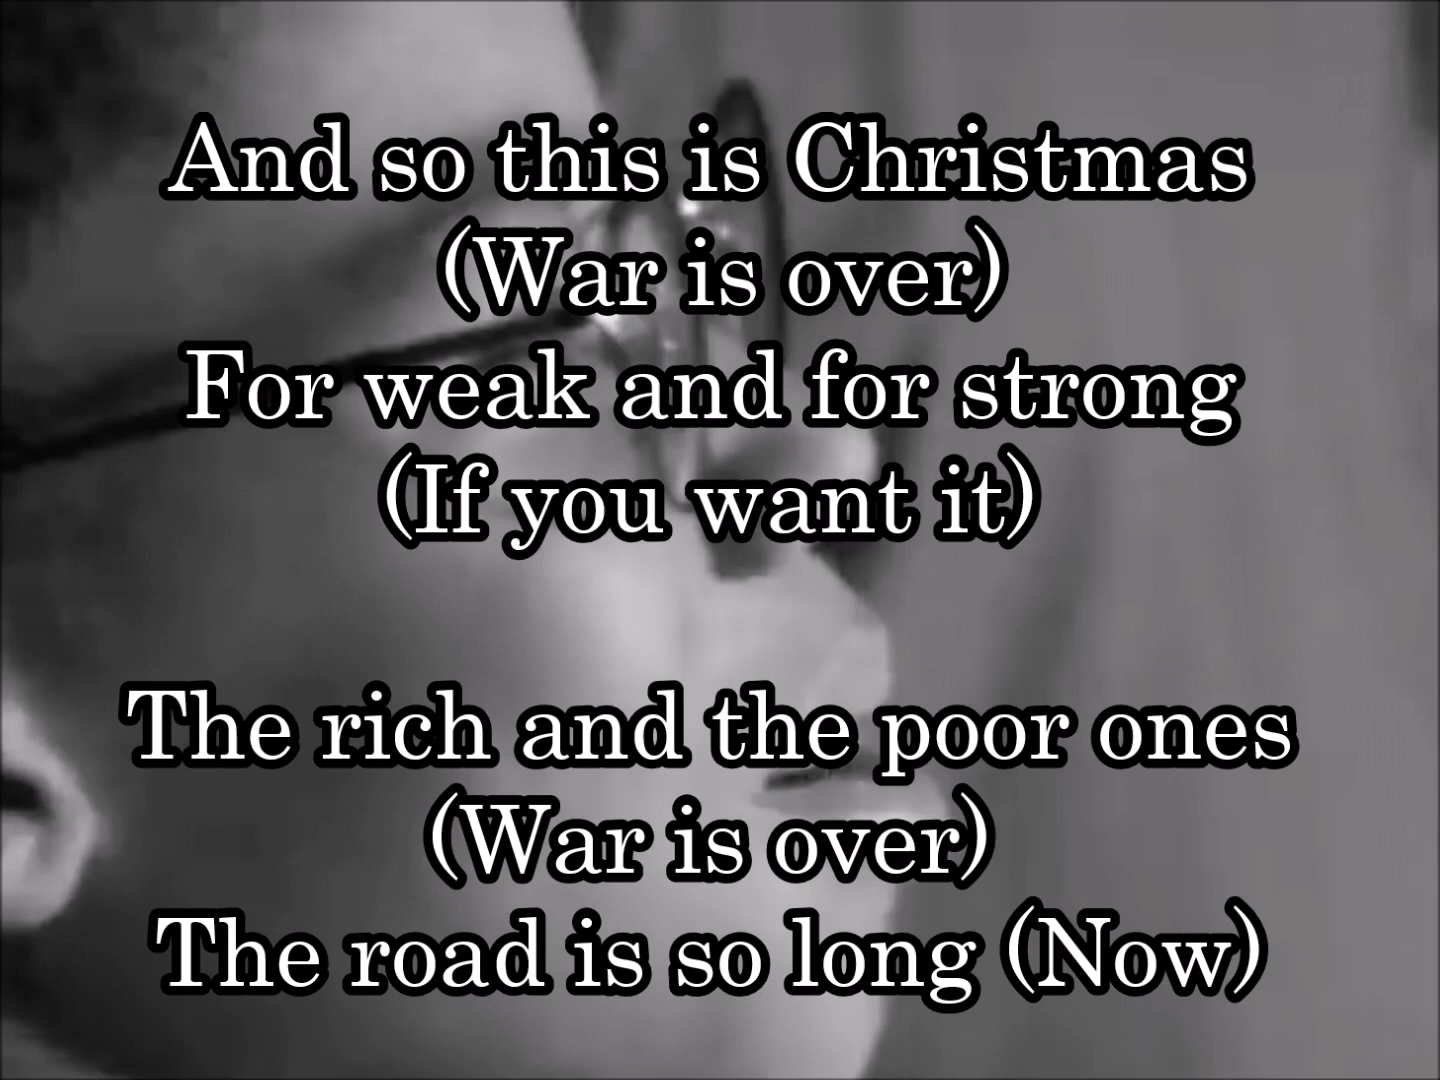 And so this is Christmas
(War is over)
For weak and for strong
(If you want it)
The rich and the poor ones
(War is over)
The road is so long (Now)